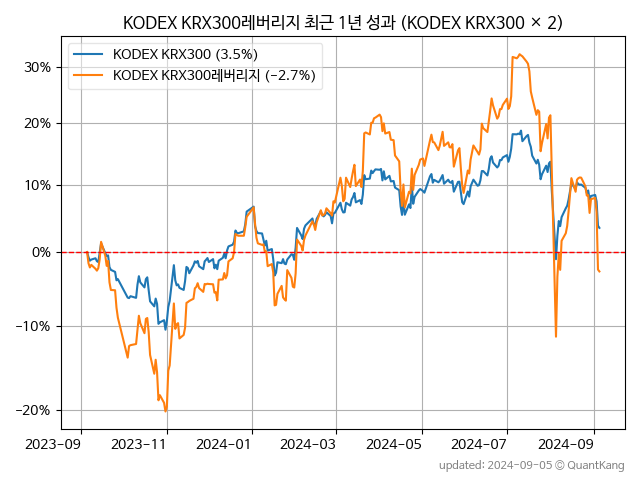 KODEX KRX300레버리지 최근 1년 성과 (KODEX KRX300 × 2)
KODEX KRX300 (3.5%)
KODEX KRX300레버리지 (−2.7%)
30%
20%
10%
0%
−10%
−20%
2023-09 2023-11 2024-01 2024-03 2024-05 2024-07 2024-09
updated: 2024-09-05 © QuantKang